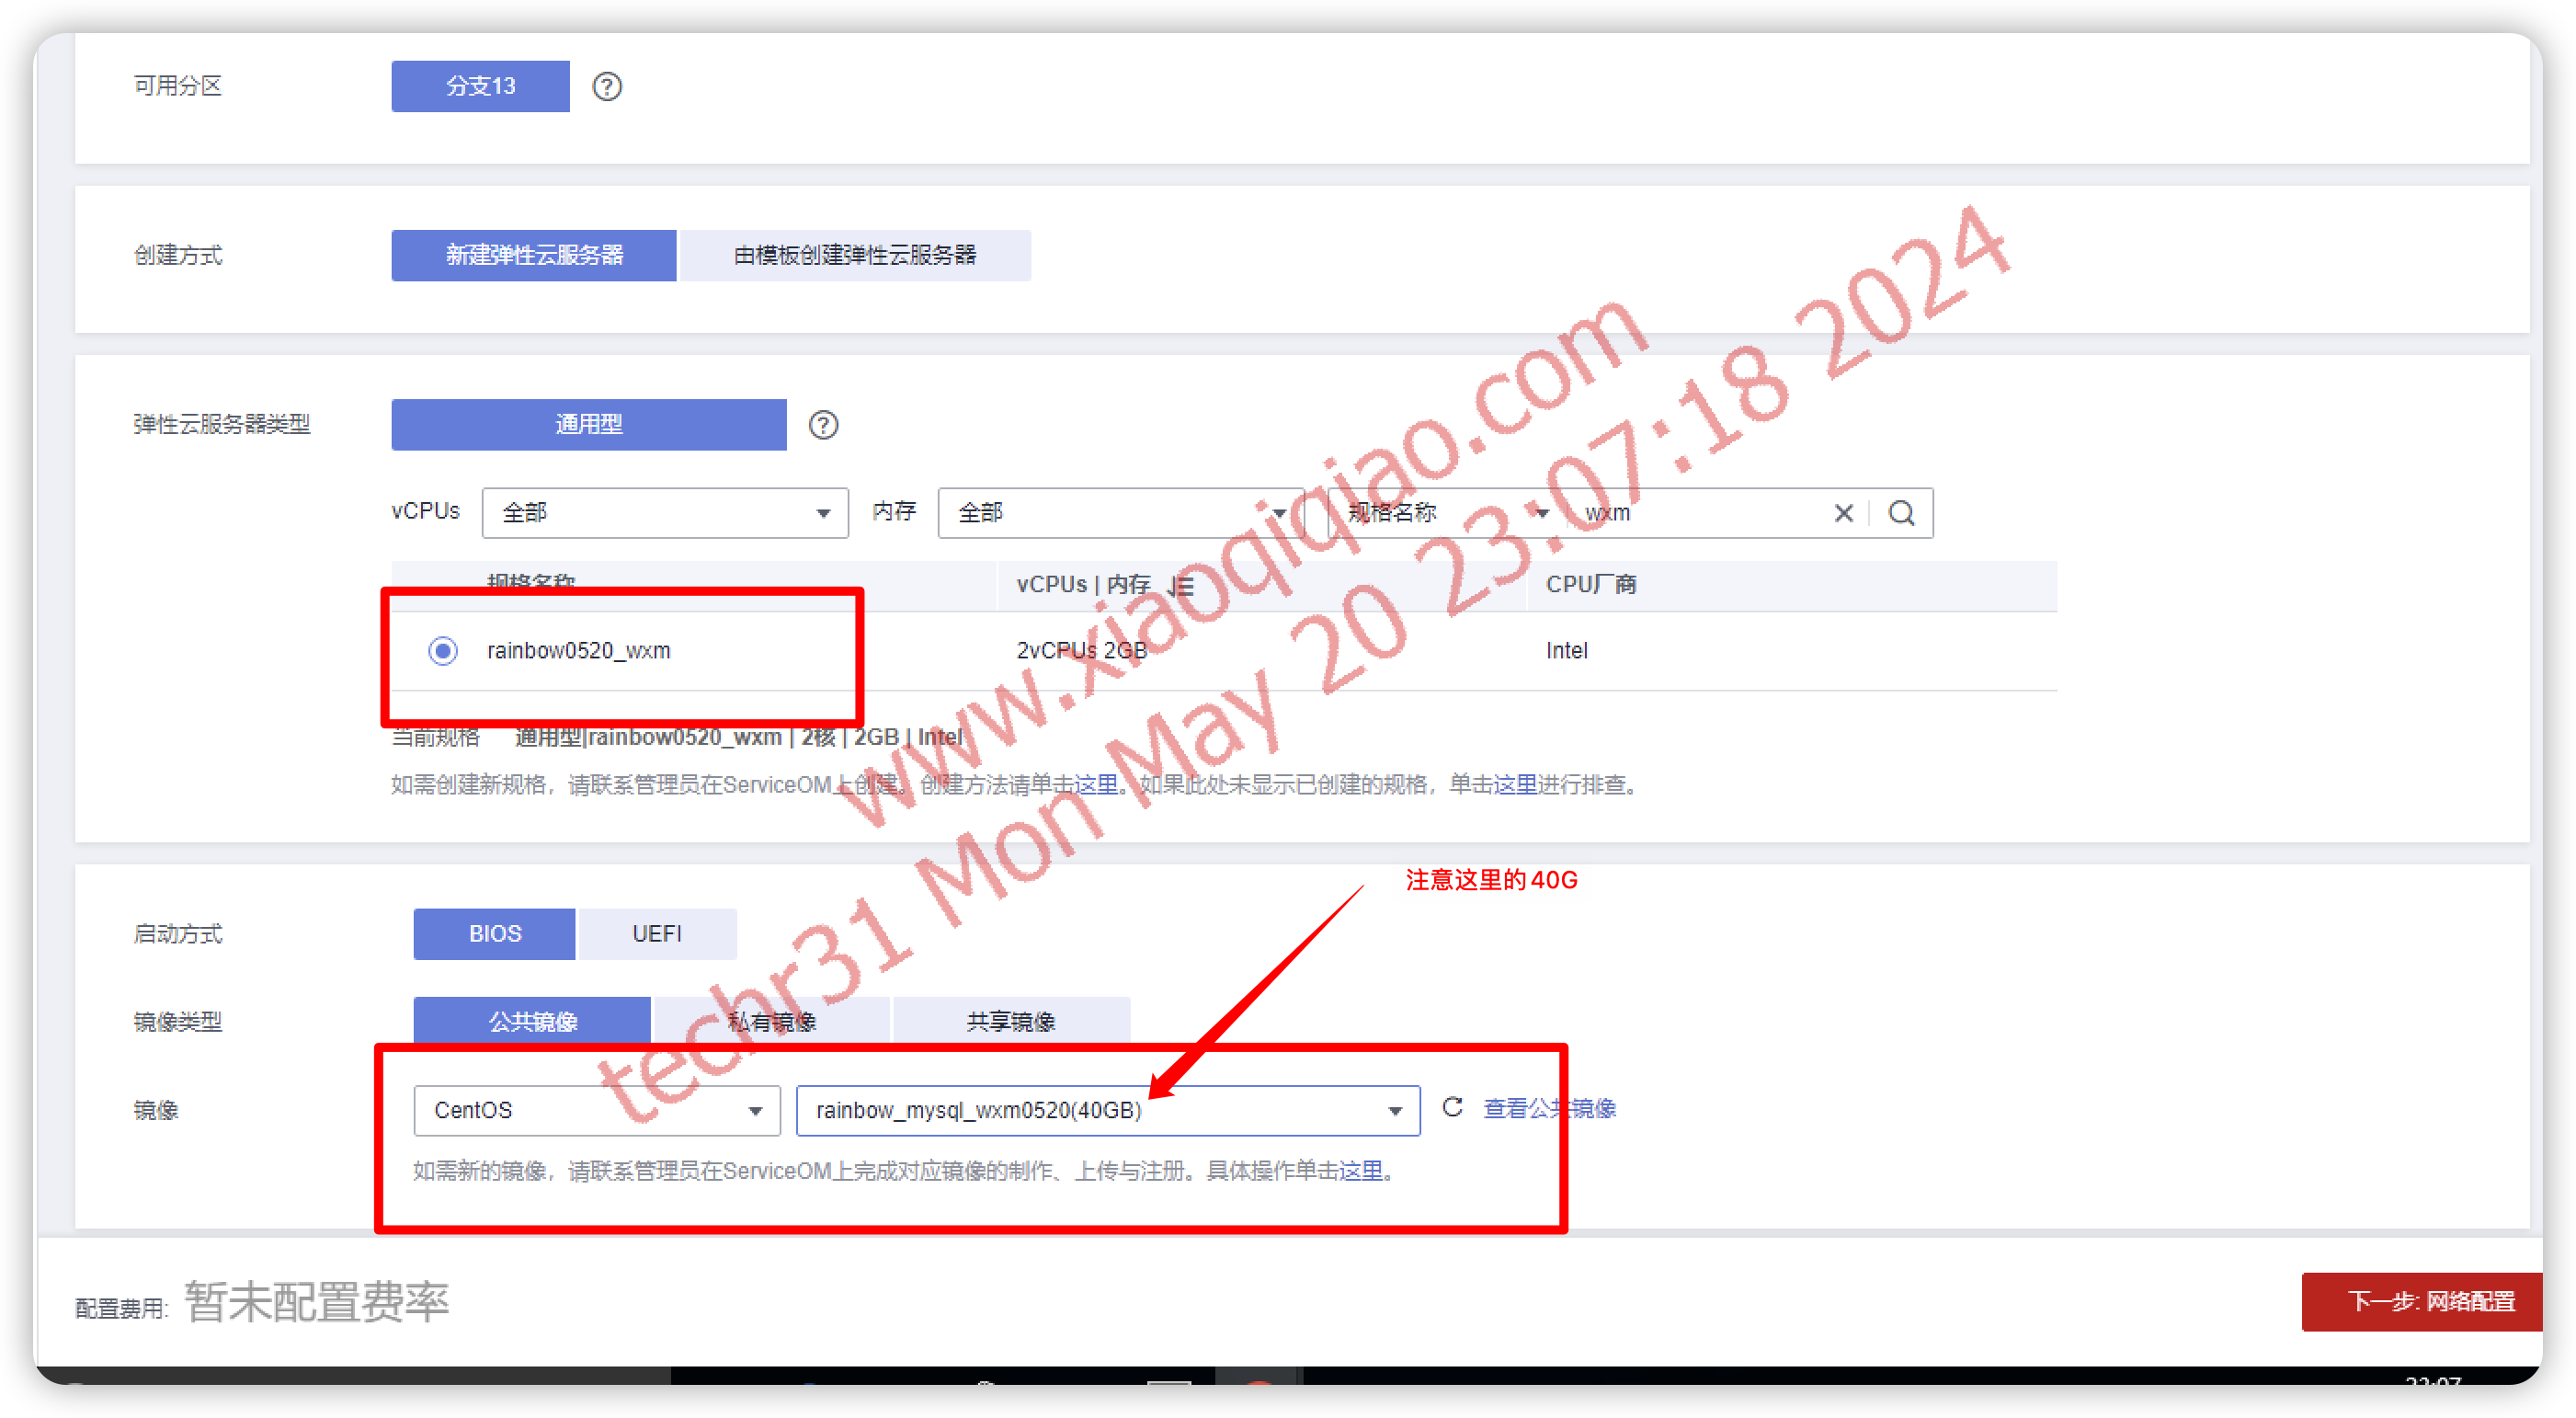 可用分区
分支13
?
创建方式
新建弹性云服务器
由模板创建弹性云服务器
弹性云服务器类型
通用型
?
vCPUs
全部
内存
全部
规格名称
wxm
规格名称
vCPUs | 内存
CPU厂商
rainbow0520_wxm
2vCPUs 2GB
Intel
当前规格
通用型|rainbow0520_wxm | 2核 | 2GB | Intel
如需创建新规格，请联系管理员在ServiceOM上创建。创建方法请单击这里。如果此处未显示已创建的规格，单击这里进行排查。
注意这里的40G
启动方式
BIOS
UEFI
镜像类型
公共镜像
私有镜像
共享镜像
镜像
CentOS
rainbow_mysql_wxm0520(40GB)
查看公共镜像
如需新的镜像，请联系管理员在ServiceOM上完成对应镜像的制作、上传与注册。具体操作单击这里。
配置费用:
暂未配置费率
下一步: 网络配置
www.xiaoqiqiao.com
techr31 Mon May 20 23:07:18 2024